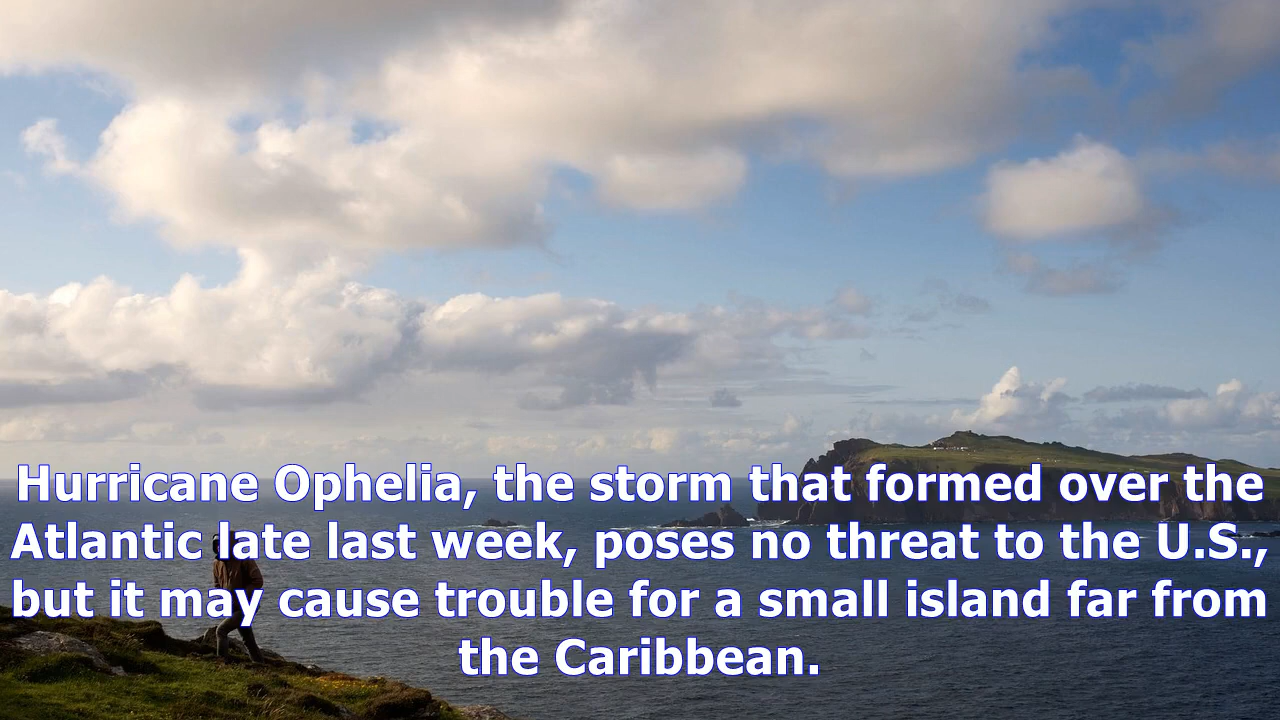 Hurricane Ophelia, the storm that formed over the
Atlantic late last week, poses no threat to the U.S.,
but it may cause trouble for a small island far from
the Caribbean.